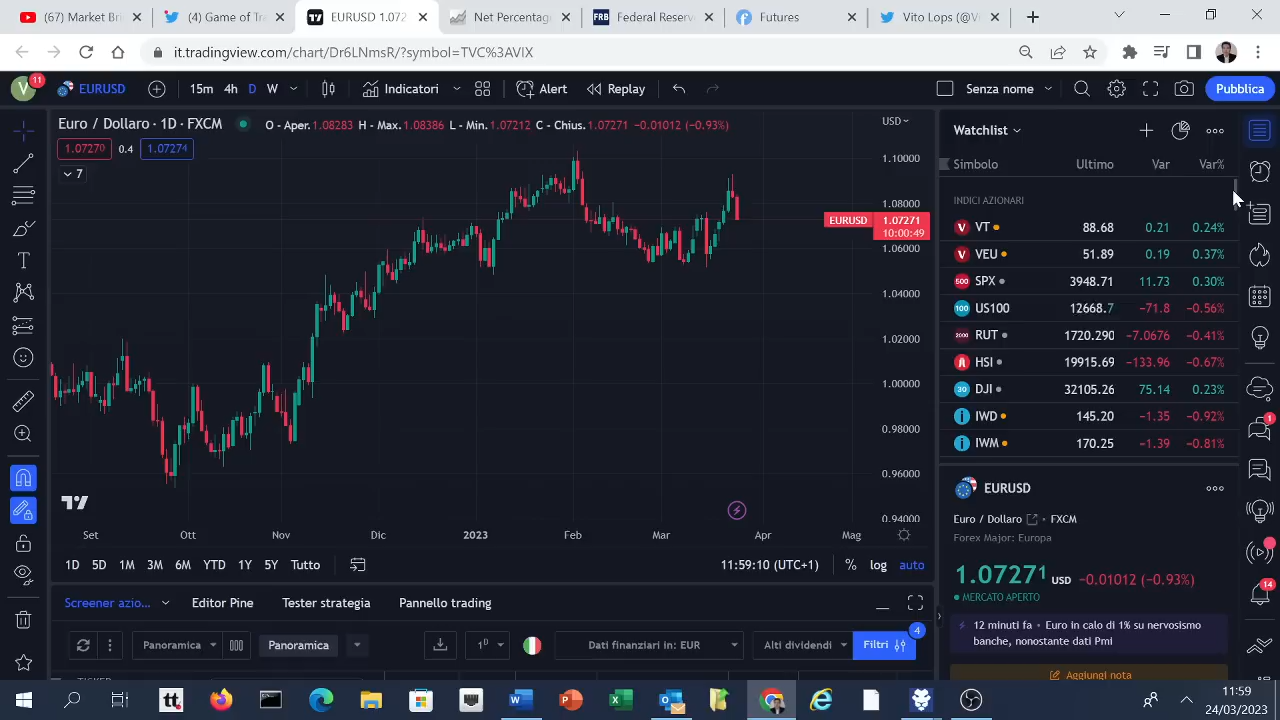 (67) Market Br
(4) Game of Tra
EURUSD 1.072
Net Percentag
FRB
Federal Reserv
Futures
Vito Lops (@V
it.tradingview.com/chart/Dr6LNmsR/?symbol=TVC%3AVIX
V
11
EURUSD
15m
4h
D
W
Indicatori
Alert
Replay
Senza nome
Pubblica
Euro / Dollaro · 1D · FXCM
O - Aper. 1.08283 H - Max. 1.08386 L - Min. 1.07212 C - Chius. 1.07271 −0.01012 (−0.93%)
USD
1.07270
0.4
1.07274
7
1.10000
1.08000
EURUSD
1.07271
10:00:49
1.06000
1.04000
1.02000
1.00000
0.98000
0.96000
0.94000
Set
Ott
Nov
Dic
2023
Feb
Mar
Apr
Mag
1D
5D
1M
3M
6M
YTD
1Y
5Y
Tutto
11:59:10 (UTC+1)
%
log
auto
Screener azio...
Editor Pine
Tester strategia
Pannello trading
Panoramica
Panoramica
1D
Dati finanziari in: EUR
Alti dividendi
Filtri
4
TICKER
Watchlist
Simbolo
Ultimo
Var
Var%
INDICI AZIONARI
VT 88.68 0.21 0.24%
VEU 51.89 0.19 0.37%
SPX 3948.71 11.73 0.30%
US100 12668.7 −71.8 −0.56%
RUT 1720.290 −7.0676 −0.41%
HSI 19915.69 −133.96 −0.67%
DJI 32105.26 75.14 0.23%
IWD 145.20 −1.35 −0.92%
IWM 170.25 −1.39 −0.81%
EURUSD
Euro / Dollaro · FXCM
Forex Major: Europa
1.07271 USD −0.01012 (−0.93%)
MERCATO APERTO
12 minuti fa · Euro in calo di 1% su nervosismo
banche, nonostante dati Pmi
Aggiungi nota
1
14
11:59
24/03/2023